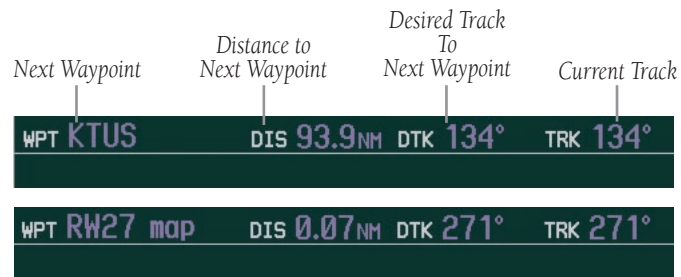 Desired Track
Distance to To
Next Waypoint Next Waypoint Next Waypoint Current Track
WPT KTUS DIS 93.9NM DTK 134° TRK 134°
WPT RW27 map DIS 0.07NM DTK 271° TRK 271°